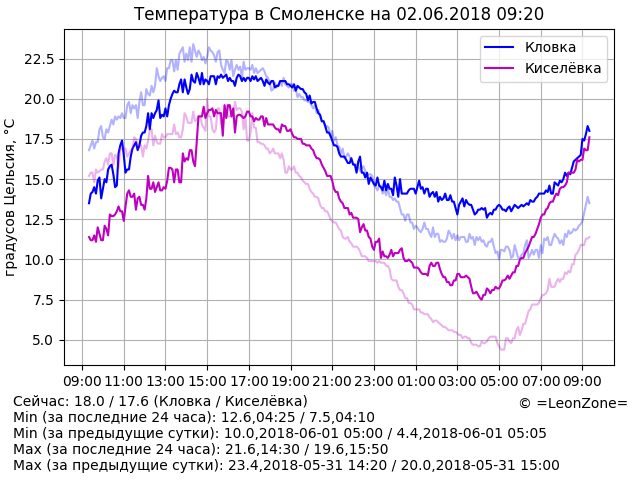 Температура в Смоленске на 02.06.2018 09:20
Кловка
Киселёвка
градусов Цельсия, °C
22.5
20.0
17.5
15.0
12.5
10.0
7.5
5.0
09:00 11:00 13:00 15:00 17:00 19:00 21:00 23:00 01:00 03:00 05:00 07:00 09:00
Сейчас: 18.0 / 17.6 (Кловка / Киселёвка)
© =LeonZone=
Min (за последние 24 часа): 12.6,04:25 / 7.5,04:10
Min (за предыдущие сутки): 10.0,2018-06-01 05:00 / 4.4,2018-06-01 05:05
Max (за последние 24 часа): 21.6,14:30 / 19.6,15:50
Max (за предыдущие сутки): 23.4,2018-05-31 14:20 / 20.0,2018-05-31 15:00